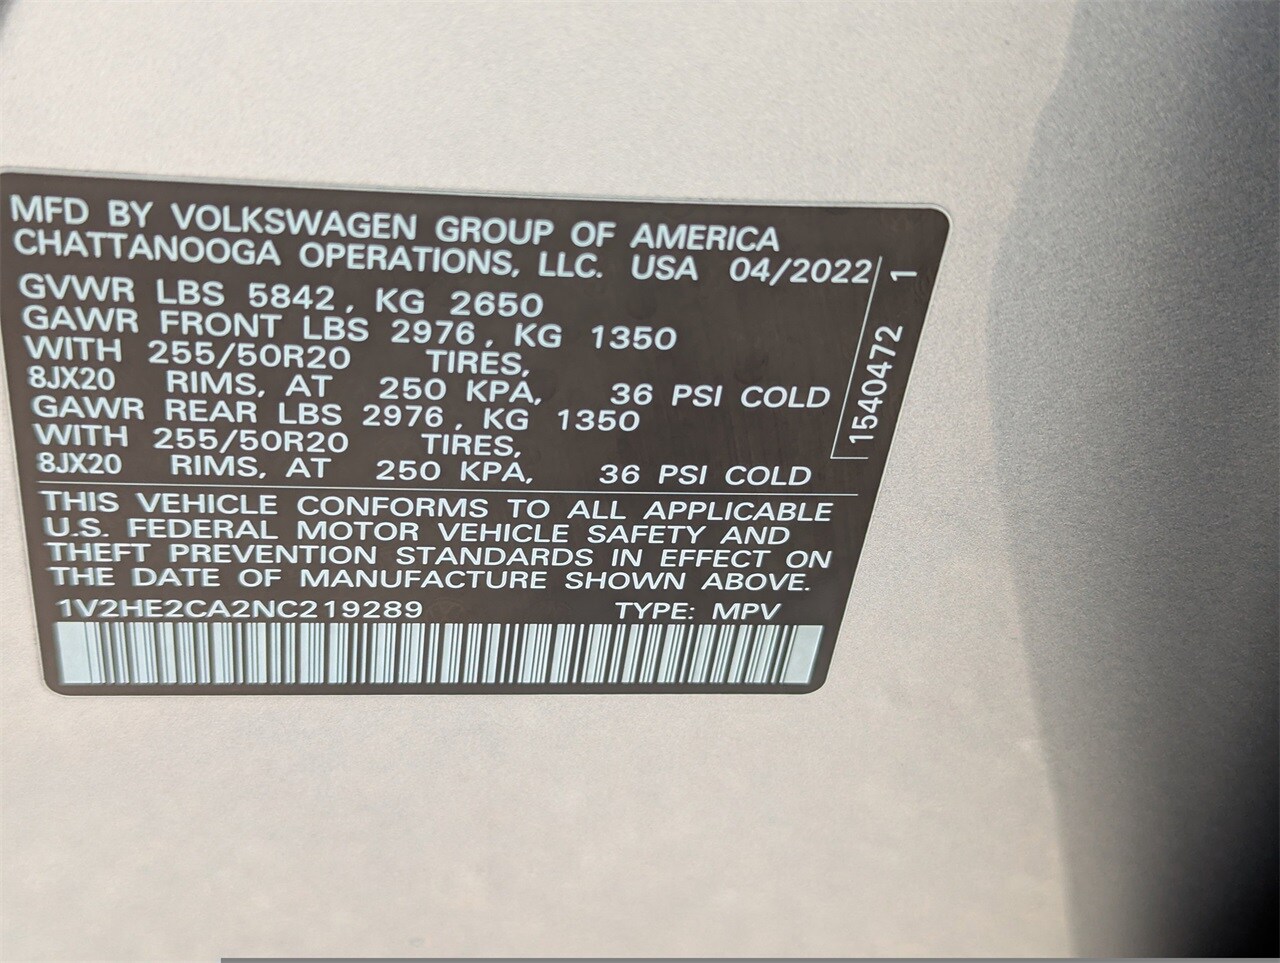 MFD BY VOLKSWAGEN GROUP OF AMERICA
CHATTANOOGA OPERATIONS, LLC. USA 04/2022
GVWR LBS 5842, KG 2650
GAWR FRONT LBS 2976, KG 1350
WITH 255/50R20 TIRES,
8JX20 RIMS, AT 250 KPA, 36 PSI COLD
GAWR REAR LBS 2976, KG 1350
WITH 255/50R20 TIRES,
8JX20 RIMS, AT 250 KPA, 36 PSI COLD
1540472 1
THIS VEHICLE CONFORMS TO ALL APPLICABLE
U.S. FEDERAL MOTOR VEHICLE SAFETY AND
THEFT PREVENTION STANDARDS IN EFFECT ON
THE DATE OF MANUFACTURE SHOWN ABOVE.
1V2HE2CA2NC219289 TYPE: MPV